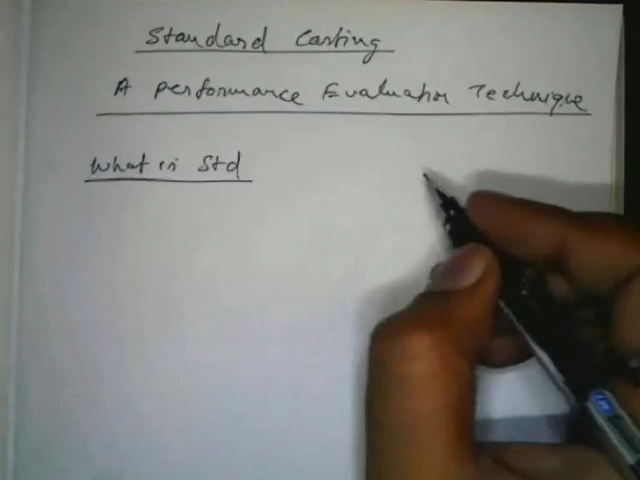 Standard Costing
A Performance Evaluation Technique
What is Std